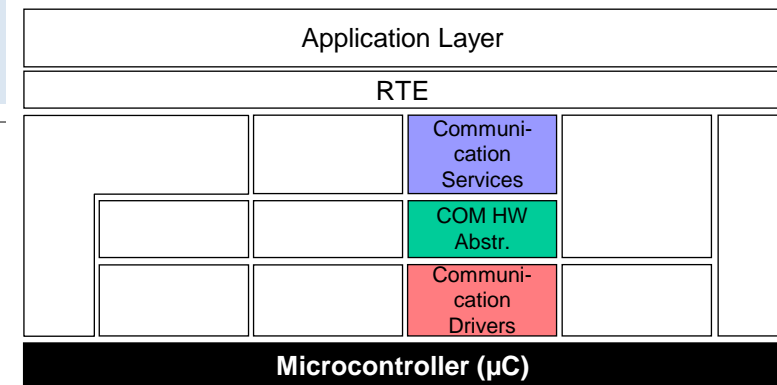 Application Layer
RTE
Communi-
cation
Services
COM HW
Abstr.
Communi-
cation
Drivers
Microcontroller (µC)